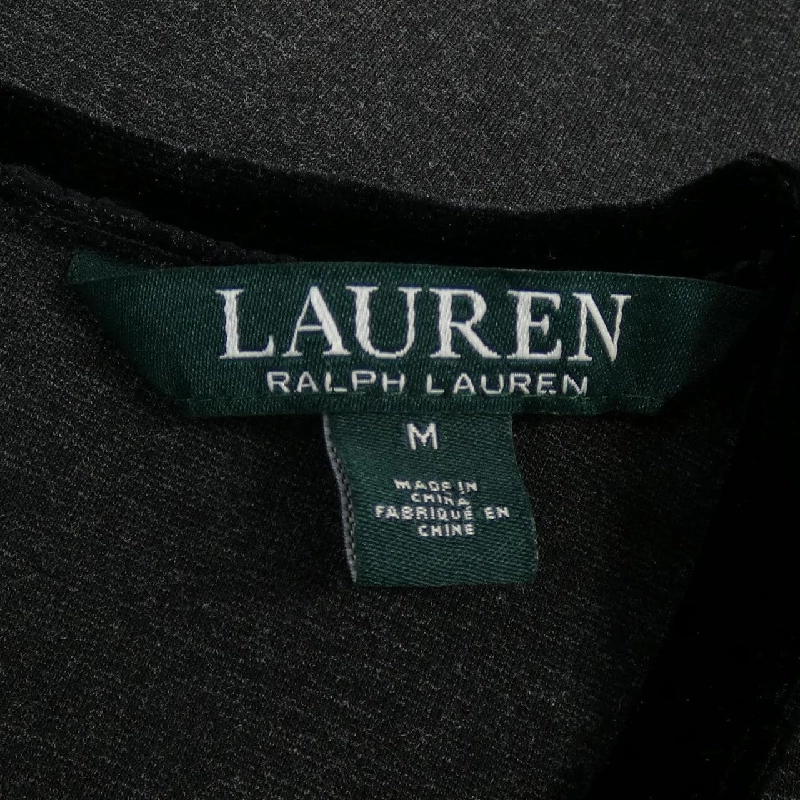 LAUREN
RALPH LAUREN
M
MADE IN
CHINA
FABRIQUÉ EN
CHINE